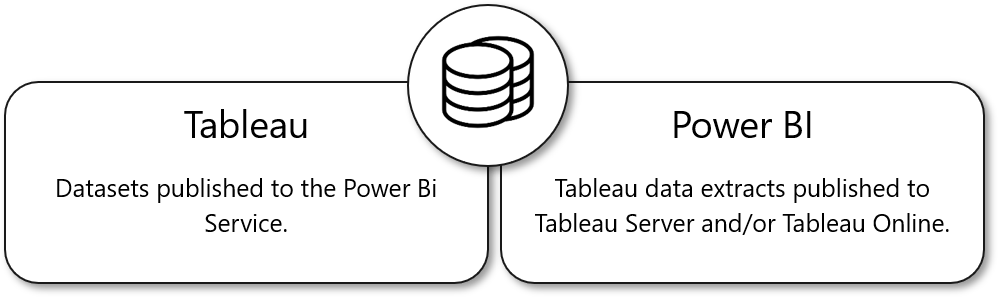 Tableau
Datasets published to the Power Bi
Service.
Power BI
Tableau data extracts published to
Tableau Server and/or Tableau Online.